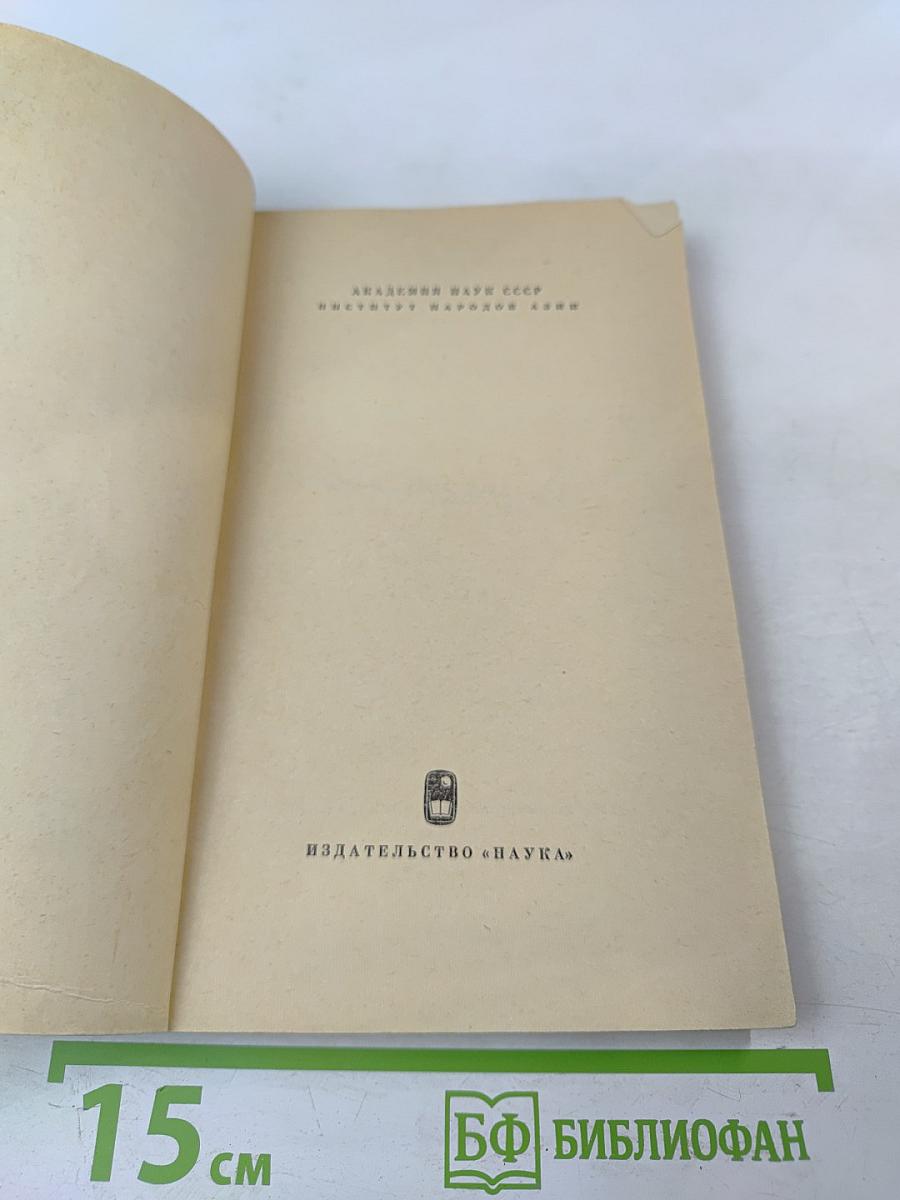 АКАДЕМИЯ НАУК СССР
ИНСТИТУТ НАРОДОВ АЗИИ
ИЗДАТЕЛЬСТВО «НАУКА»
15 см
БФ БИБЛИОФАН